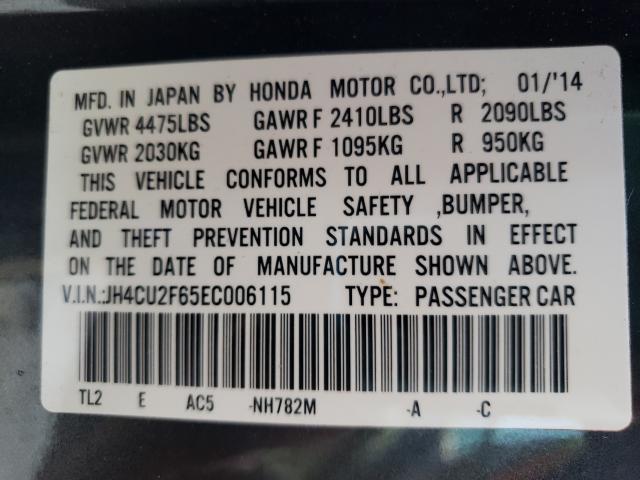 MFD. IN JAPAN BY HONDA MOTOR CO.,LTD; 01/'14
GVWR 4475LBS GAWR F 2410LBS R 2090LBS
GVWR 2030KG GAWR F 1095KG R 950KG
THIS VEHICLE CONFORMS TO ALL APPLICABLE
FEDERAL MOTOR VEHICLE SAFETY ,BUMPER,
AND THEFT PREVENTION STANDARDS IN EFFECT
ON THE DATE OF MANUFACTURE SHOWN ABOVE.
V.I.N.:JH4CU2F65EC006115 TYPE: PASSENGER CAR
TL2 E AC5 -NH782M -A -C